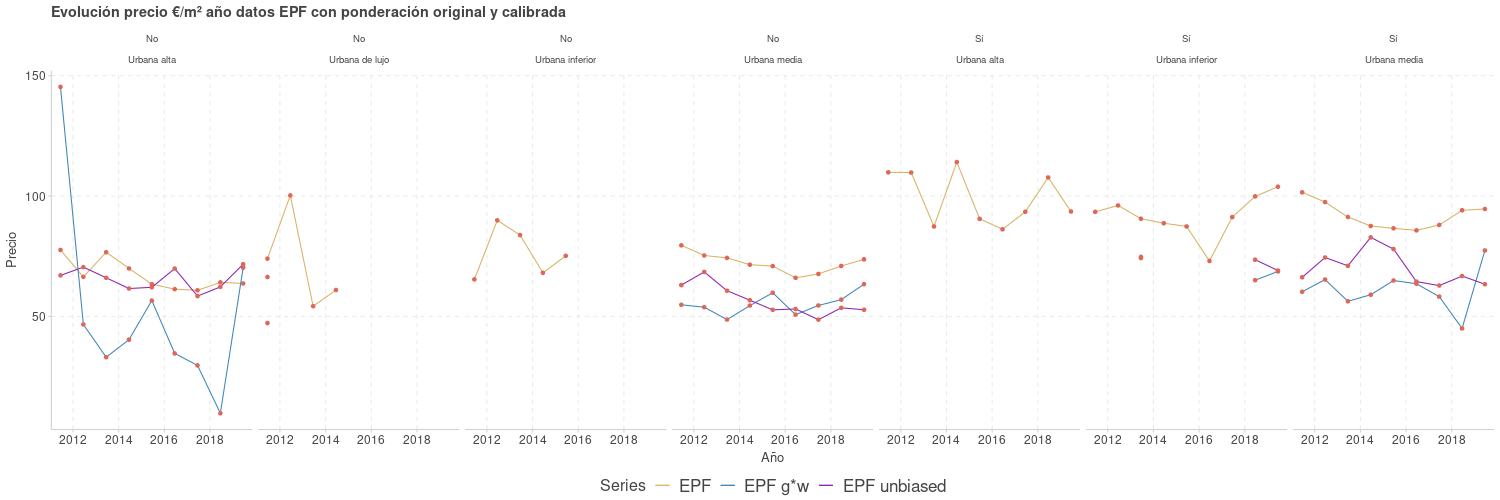 Evolución precio €/m² año datos EPF con ponderación original y calibrada
No No No No Sí Sí Sí
Urbana alta Urbana de lujo Urbana inferior Urbana media Urbana alta Urbana inferior Urbana media
150
100
50
Precio
2012 2014 2016 2018 2012 2014 2016 2018 2012 2014 2016 2018 2012 2014 2016 2018 2012 2014 2016 2018 2012 2014 2016 2018 2012 2014 2016 2018
Año
Series EPF EPF g*w EPF unbiased